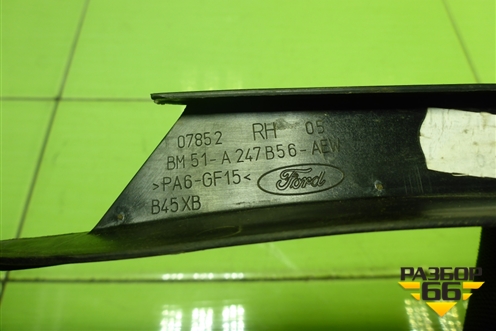 07852 RH 05
BM51-A247B56-AEW
>PA6-GF15< Ford
B45XB
РАЗБОР
66